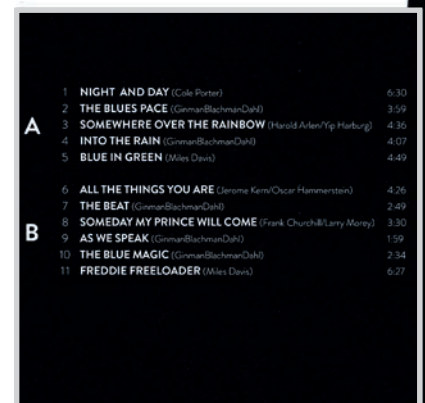 1 NIGHT AND DAY (Cole Porter) 6:30
2 THE BLUES PACE (GinmanBlachmanDahl) 3:59
A 3 SOMEWHERE OVER THE RAINBOW (Harold Arlen/Yip Harburg) 4:36
4 INTO THE RAIN (GinmanBlachmanDahl) 4:07
5 BLUE IN GREEN (Miles Davis) 4:49
6 ALL THE THINGS YOU ARE (Jerome Kern/Oscar Hammerstein) 4:26
7 THE BEAT (GinmanBlachmanDahl) 2:49
B 8 SOMEDAY MY PRINCE WILL COME (Frank Churchill/Larry Morey) 3:30
9 AS WE SPEAK (GinmanBlachmanDahl) 1:59
10 THE BLUE MAGIC (GinmanBlachmanDahl) 2:34
11 FREDDIE FREELOADER (Miles Davis) 6:27